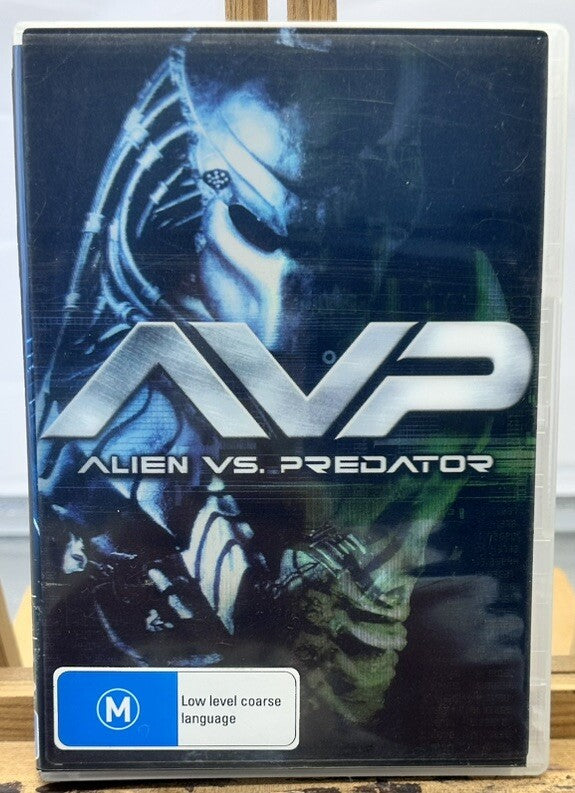 AVP
ALIEN VS. PREDATOR
M
Low level coarse
language